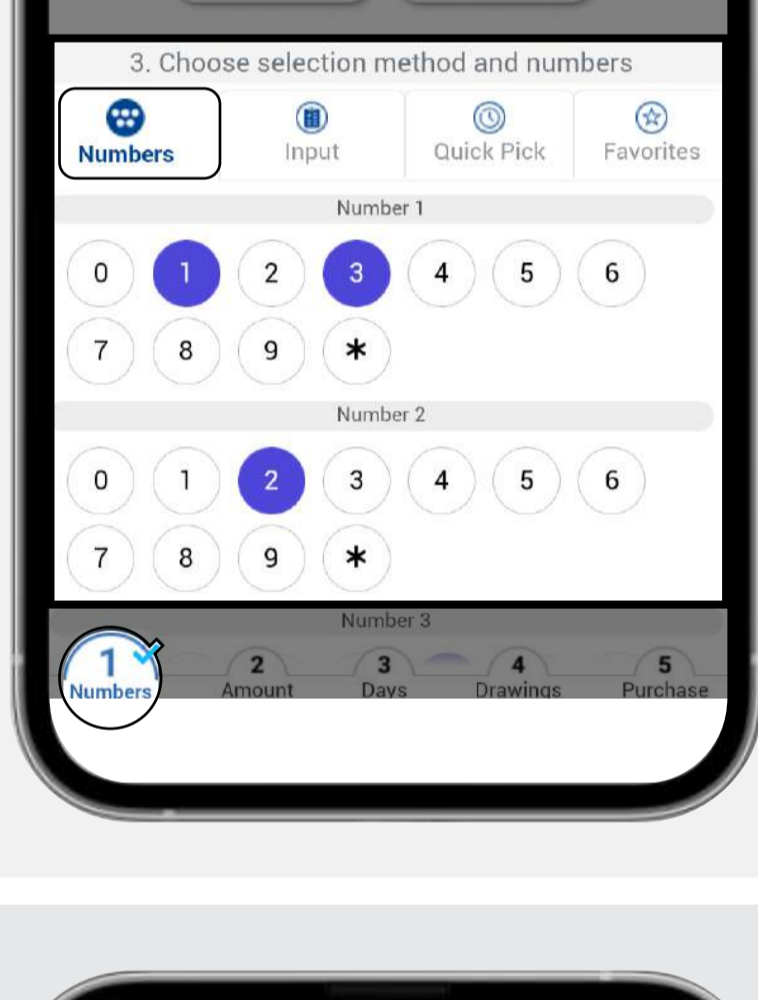 3. Choose selection method and numbers
Numbers Input Quick Pick Favorites
Number 1
0 1 2 3 4 5 6
7 8 9 *
Number 2
0 1 2 3 4 5 6
7 8 9 *
Number 3
1 2 3 4 5
Numbers Amount Days Drawings Purchase